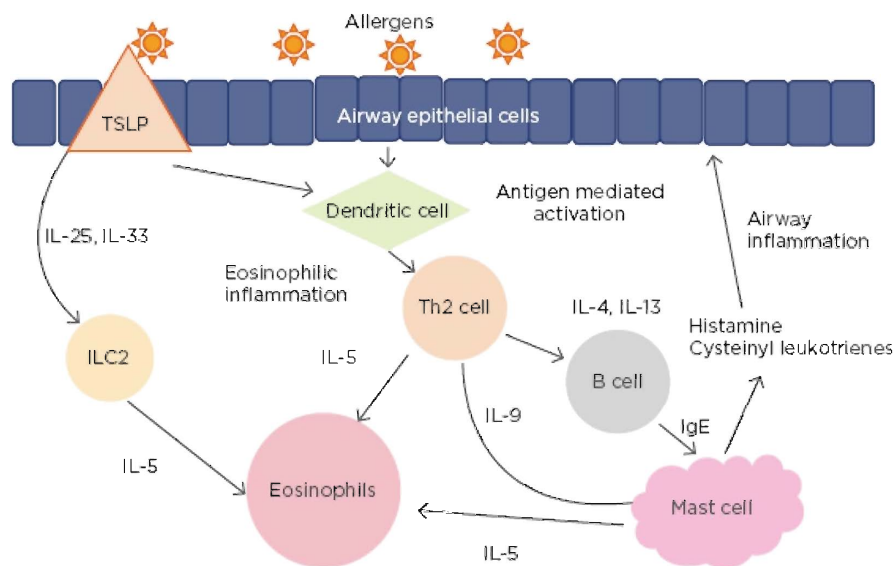 Allergens
Airway epithelial cells
TSLP
Dendritic cell
Antigen mediated
activation
Airway
inflammation
IL-25, IL-33
Eosinophilic
inflammation
Th2 cell
IL-4, IL-13
Histamine
Cysteinyl leukotrienes
ILC2
IL-5
B cell
IL-9
IgE
IL-5
Eosinophils
Mast cell
IL-5